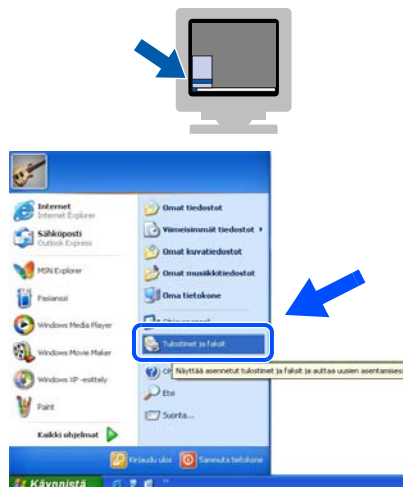 Internet
Internet Explorer
Sähköposti
Outlook Express
MSN Explorer
Pasianssi
Windows Media Player
Windows Movie Maker
Windows XP -esittely
Paint
Kaikki ohjelmat
Omat tiedostot
Viimeisimmät tiedostot
Omat kuvatiedostot
Omat musiikkitiedostot
Oma tietokone
Tulostimet ja faksit
Näyttää asennetut tulostimet ja faksit ja auttaa uusien asentamises
Etsi
Suorita...
Kirjaudu ulos
Sammuta tietokone
Käynnistä